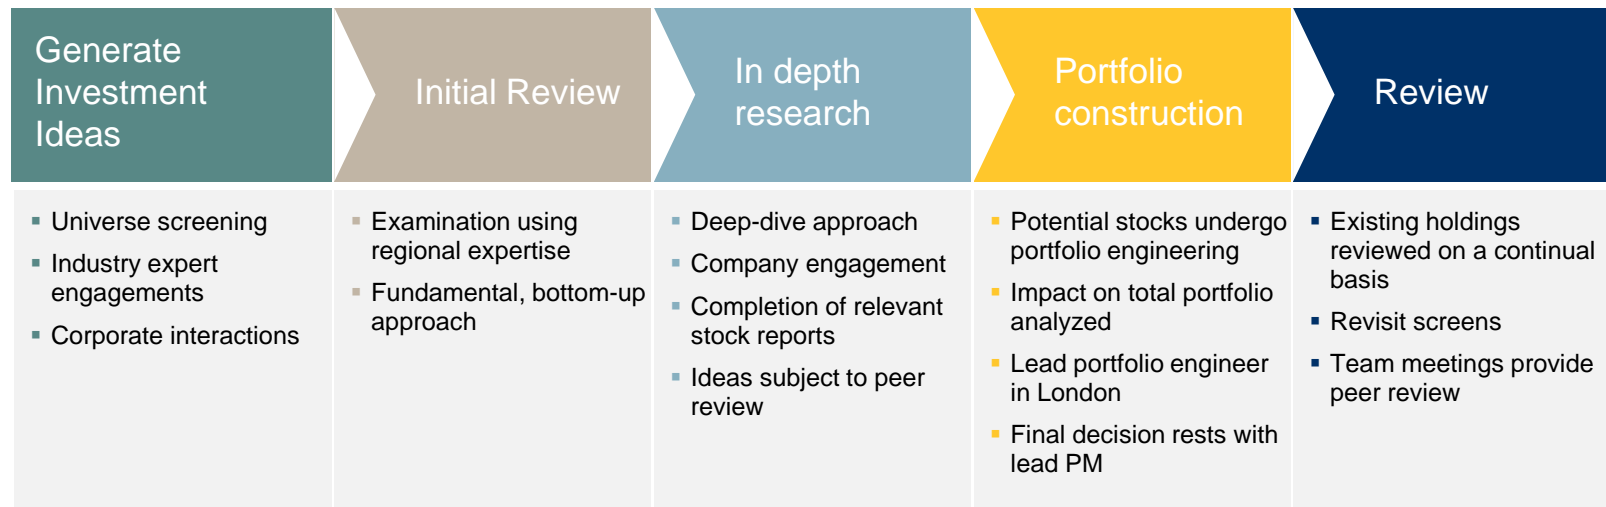 Generate
Investment
Ideas
Initial Review
In depth
research
Portfolio
construction
Review
Universe screening
Industry expert
engagements
Corporate interactions
Examination using
regional expertise
Fundamental, bottom-up
approach
Deep-dive approach
Company engagement
Completion of relevant
stock reports
Ideas subject to peer
review
Potential stocks undergo
portfolio engineering
Impact on total portfolio
analyzed
Lead portfolio engineer
in London
Final decision rests with
lead PM
Existing holdings
reviewed on a continual
basis
Revisit screens
Team meetings provide
peer review